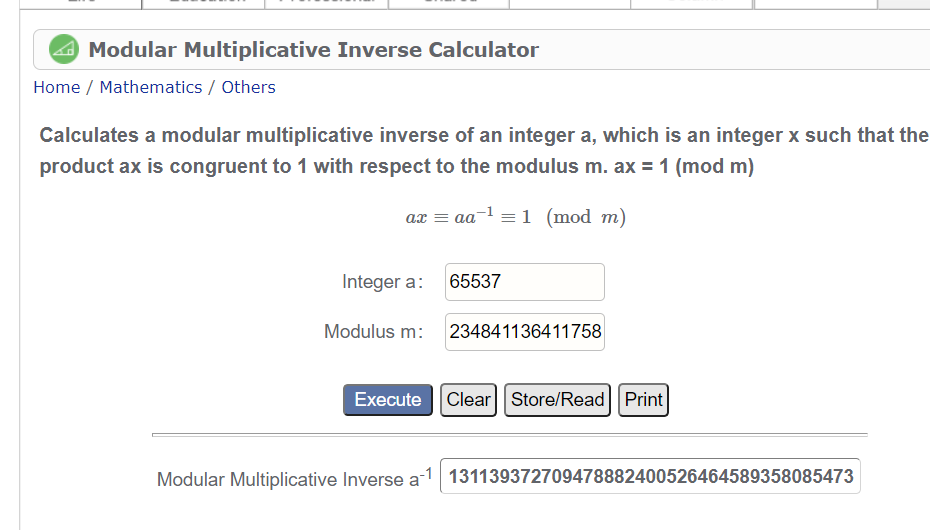 Modular Multiplicative Inverse Calculator
Home / Mathematics / Others
Calculates a modular multiplicative inverse of an integer a, which is an integer x such that the
product ax is congruent to 1 with respect to the modulus m. ax = 1 (mod m)
ax ≡ aa⁻¹ ≡ 1 (mod m)
Integer a: 65537
Modulus m: 234841136411758
Execute Clear Store/Read Print
Modular Multiplicative Inverse a⁻¹ 131139372709478882400526464589358085473